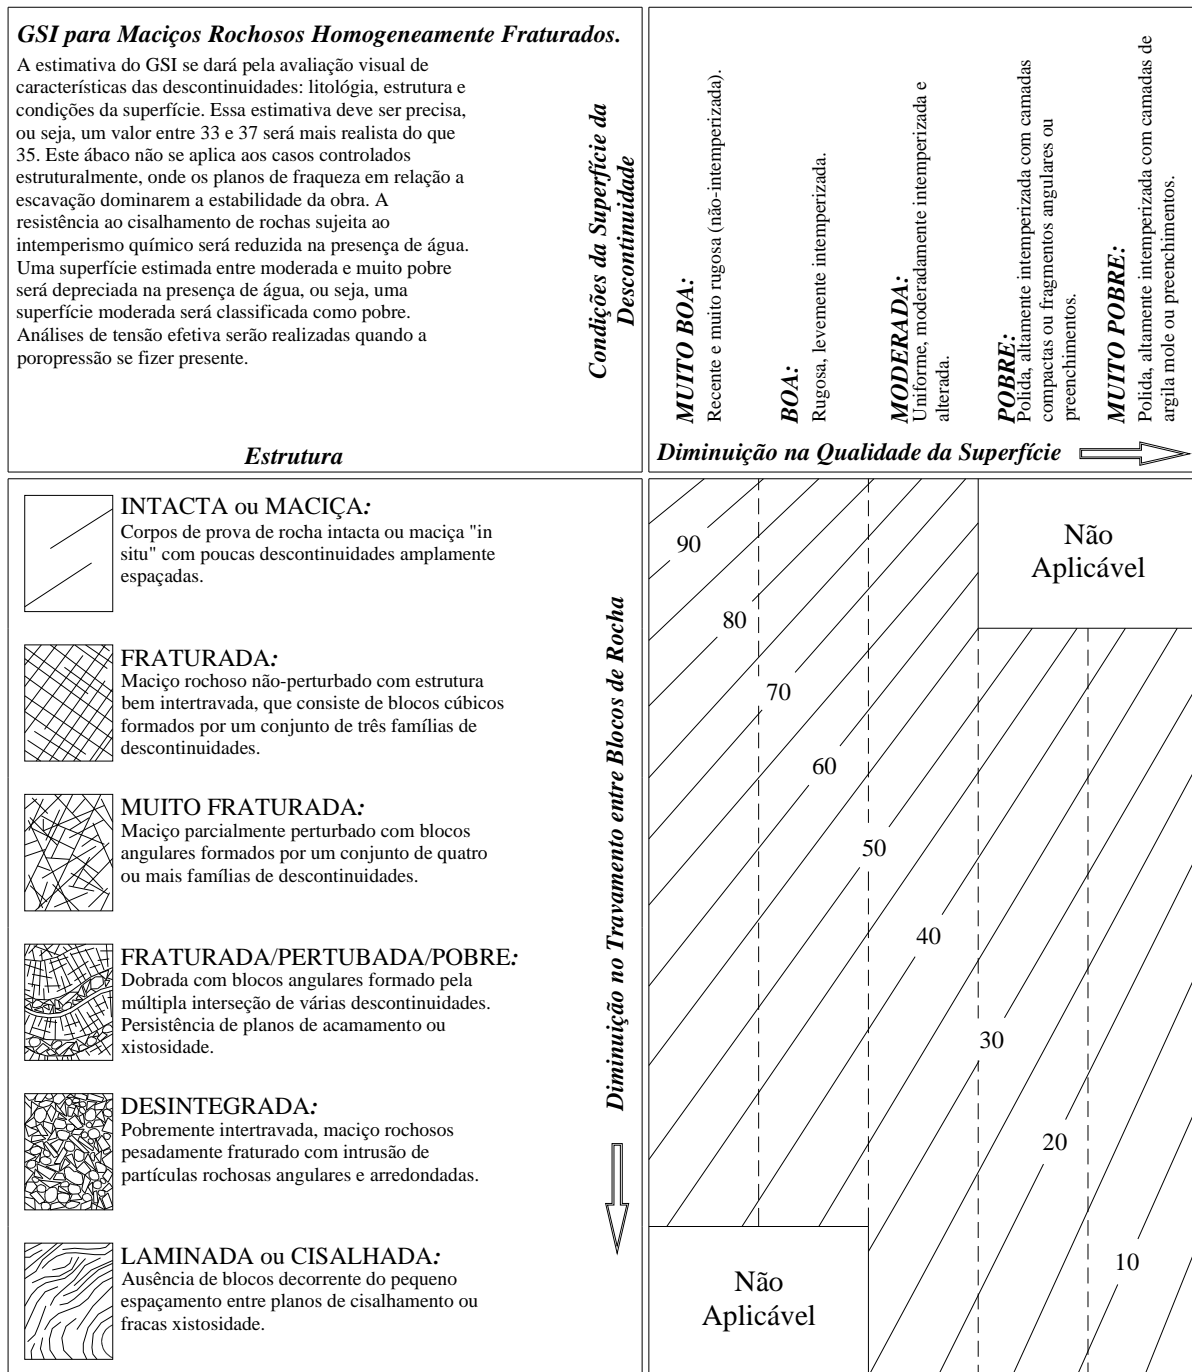 GSI para Maciços Rochosos Homogeneamente Fraturados.
A estimativa do GSI se dará pela avaliação visual de
características das descontinuidades: litológia, estrutura e
condições da superfície. Essa estimativa deve ser precisa,
ou seja, um valor entre 33 e 37 será mais realista do que
35. Este ábaco não se aplica aos casos controlados
estruturalmente, onde os planos de fraqueza em relação a
escavação dominarem a estabilidade da obra. A
resistência ao cisalhamento de rochas sujeita ao
intemperismo químico será reduzida na presença de água.
Uma superfície estimada entre moderada e muito pobre
será depreciada na presença de água, ou seja, uma
superfície moderada será classificada como pobre.
Análises de tensão efetiva serão realizadas quando a
poropressão se fizer presente.
Estrutura
Condições da Superfície da
Descontinuidade
MUITO BOA:
Recente e muito rugosa (não-intemperizada).
BOA:
Rugosa, levemente intemperizada.
MODERADA:
Uniforme, moderadamente intemperizada e
alterada.
POBRE:
Polida, altamente intemperizada com camadas
compactas ou fragmentos angulares ou
preenchimentos.
MUITO POBRE:
Polida, altamente intemperizada com camadas de
argila mole ou preenchimentos.
Diminuição na Qualidade da Superfície
INTACTA ou MACIÇA:
Corpos de prova de rocha intacta ou maciça "in
situ" com poucas descontinuidades amplamente
espaçadas.
FRATURADA:
Maciço rochoso não-perturbado com estrutura
bem intertravada, que consiste de blocos cúbicos
formados por um conjunto de três famílias de
descontinuidades.
MUITO FRATURADA:
Maciço parcialmente perturbado com blocos
angulares formados por um conjunto de quatro
ou mais famílias de descontinuidades.
FRATURADA/PERTUBADA/POBRE:
Dobrada com blocos angulares formado pela
múltipla interseção de várias descontinuidades.
Persistência de planos de acamamento ou
xistosidade.
DESINTEGRADA:
Pobremente intertravada, maciço rochosos
pesadamente fraturado com intrusão de
partículas rochosas angulares e arredondadas.
LAMINADA ou CISALHADA:
Ausência de blocos decorrente do pequeno
espaçamento entre planos de cisalhamento ou
fracas xistosidade.
Diminuição no Travamento entre Blocos de Rocha
Não
Aplicável
90
80
70
60
50
40
30
20
10
Não
Aplicável